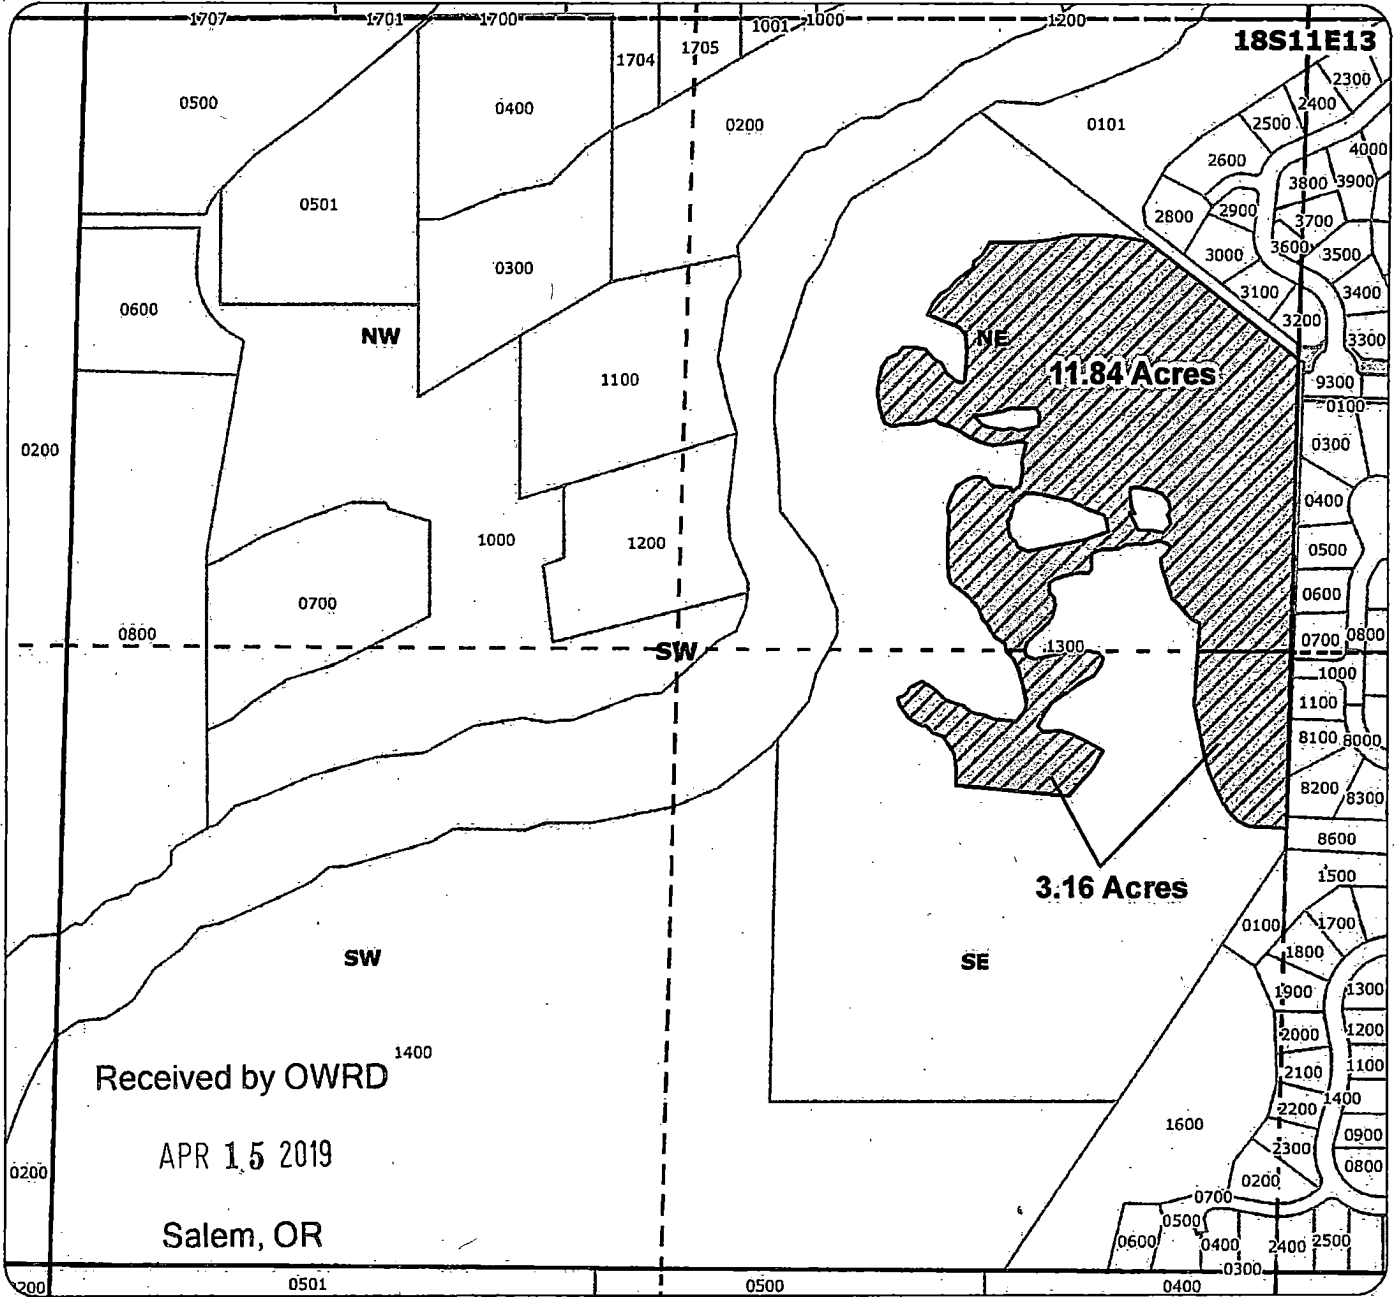 1707 1701 1700 1001 1000 1200
18S11E13
1704 1705
0500 0400 0200 0101
2300
2400
2500
2600 4000
3800 3900
2800 2900 3700
0501
3600 3500
3000
0300
3100 3400
0600 3200
NW NE 3300
1100 11.84 Acres 9300
0100
0200 0300
0400
1000 1200 0500
0700 0600
0800 SW 1300 0700 0800
1000
1100
8100 8000
8200 8300
8600
3.16 Acres 1500
0100 1700
1800
SW SE
1900 1300
2000 1200
1400 2100 1100
Received by OWRD
2200 1400
1600 0900
2300
APR 15 2019 0800
0200 0200
0700
0500
Salem, OR 0600 0400 2400 2500
0300
0200 0501 0500 0400